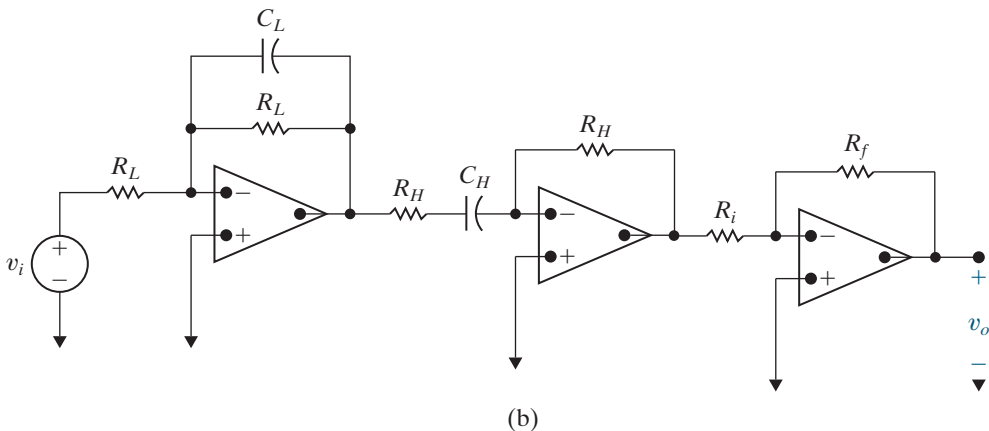 C_L
R_L
R_L
R_H
C_H
R_H
R_i
R_f
v_i
+
−
−
+
−
+
−
+
+
v_o
−
(b)